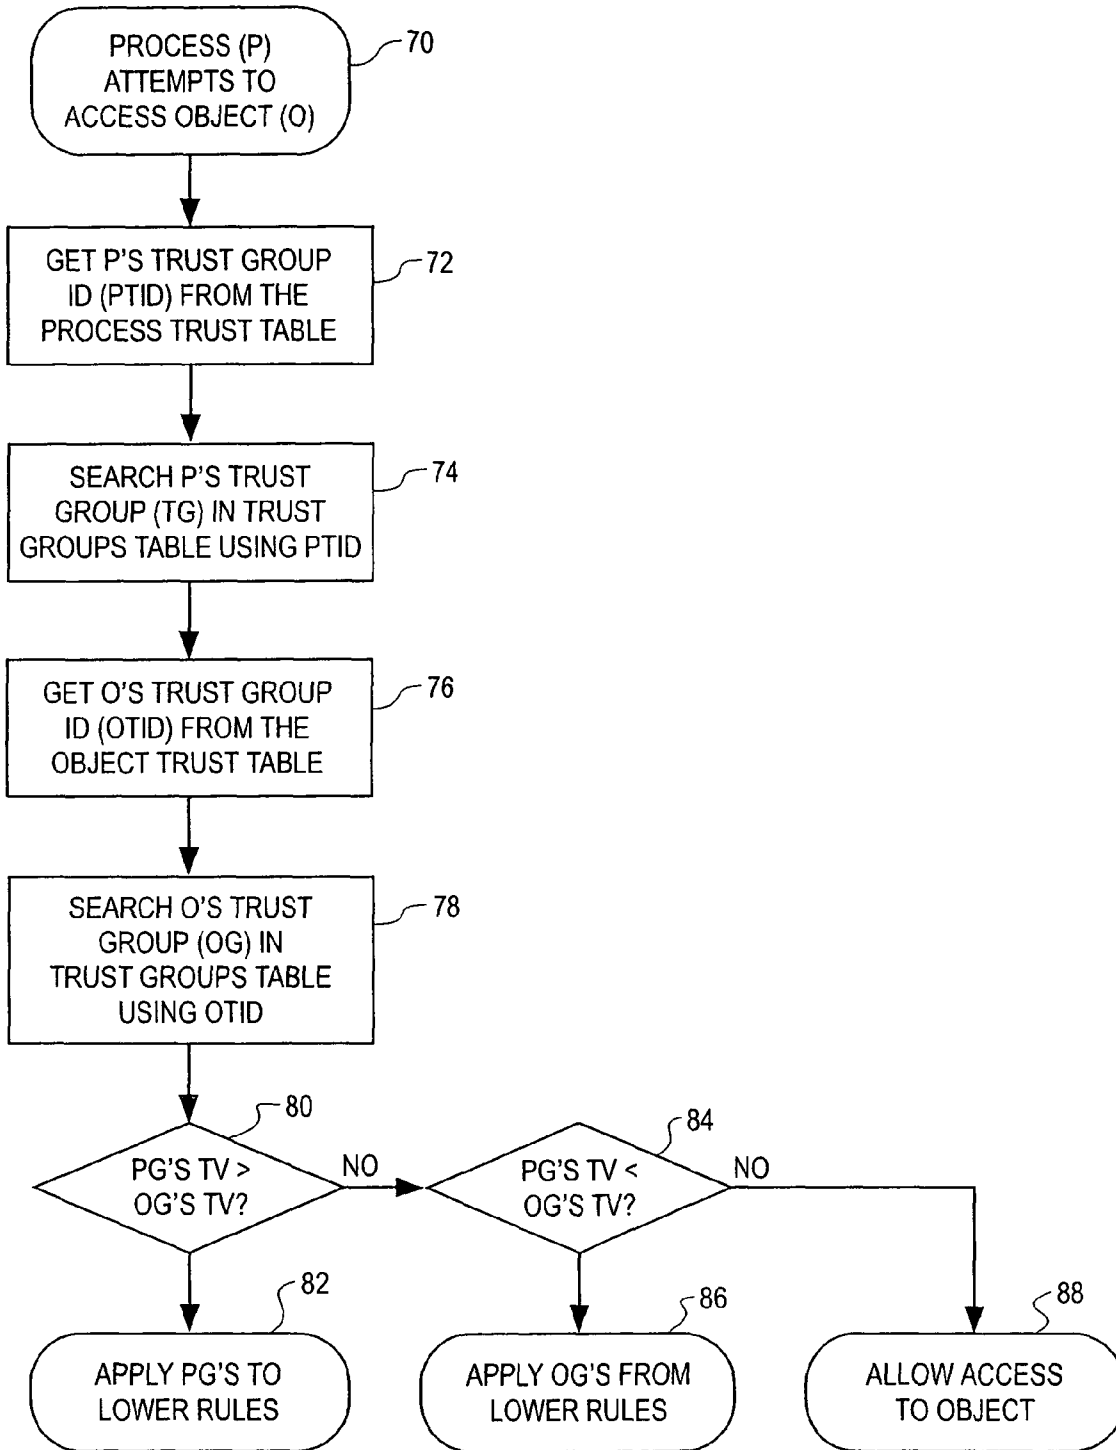 PROCESS (P)
ATTEMPTS TO
ACCESS OBJECT (O)
70
GET P'S TRUST GROUP
ID (PTID) FROM THE
PROCESS TRUST TABLE
72
SEARCH P'S TRUST
GROUP (TG) IN TRUST
GROUPS TABLE USING PTID
74
GET O'S TRUST GROUP
ID (OTID) FROM THE
OBJECT TRUST TABLE
76
SEARCH O'S TRUST
GROUP (OG) IN
TRUST GROUPS TABLE
USING OTID
78
PG'S TV >
OG'S TV?
80
NO
PG'S TV <
OG'S TV?
84
NO
APPLY PG'S TO
LOWER RULES
82
APPLY OG'S FROM
LOWER RULES
86
ALLOW ACCESS
TO OBJECT
88